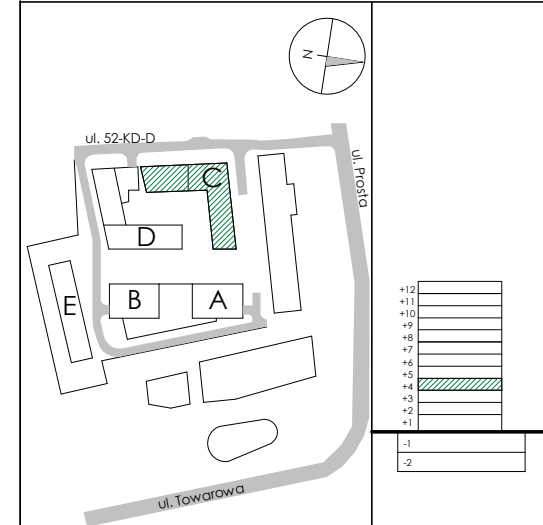 N
ul. 52-KD-D
ul. Prosta
C
D
E
B
A
ul. Towarowa
+12
+11
+10
+9
+8
+7
+6
+5
+4
+3
+2
+1
-1
-2